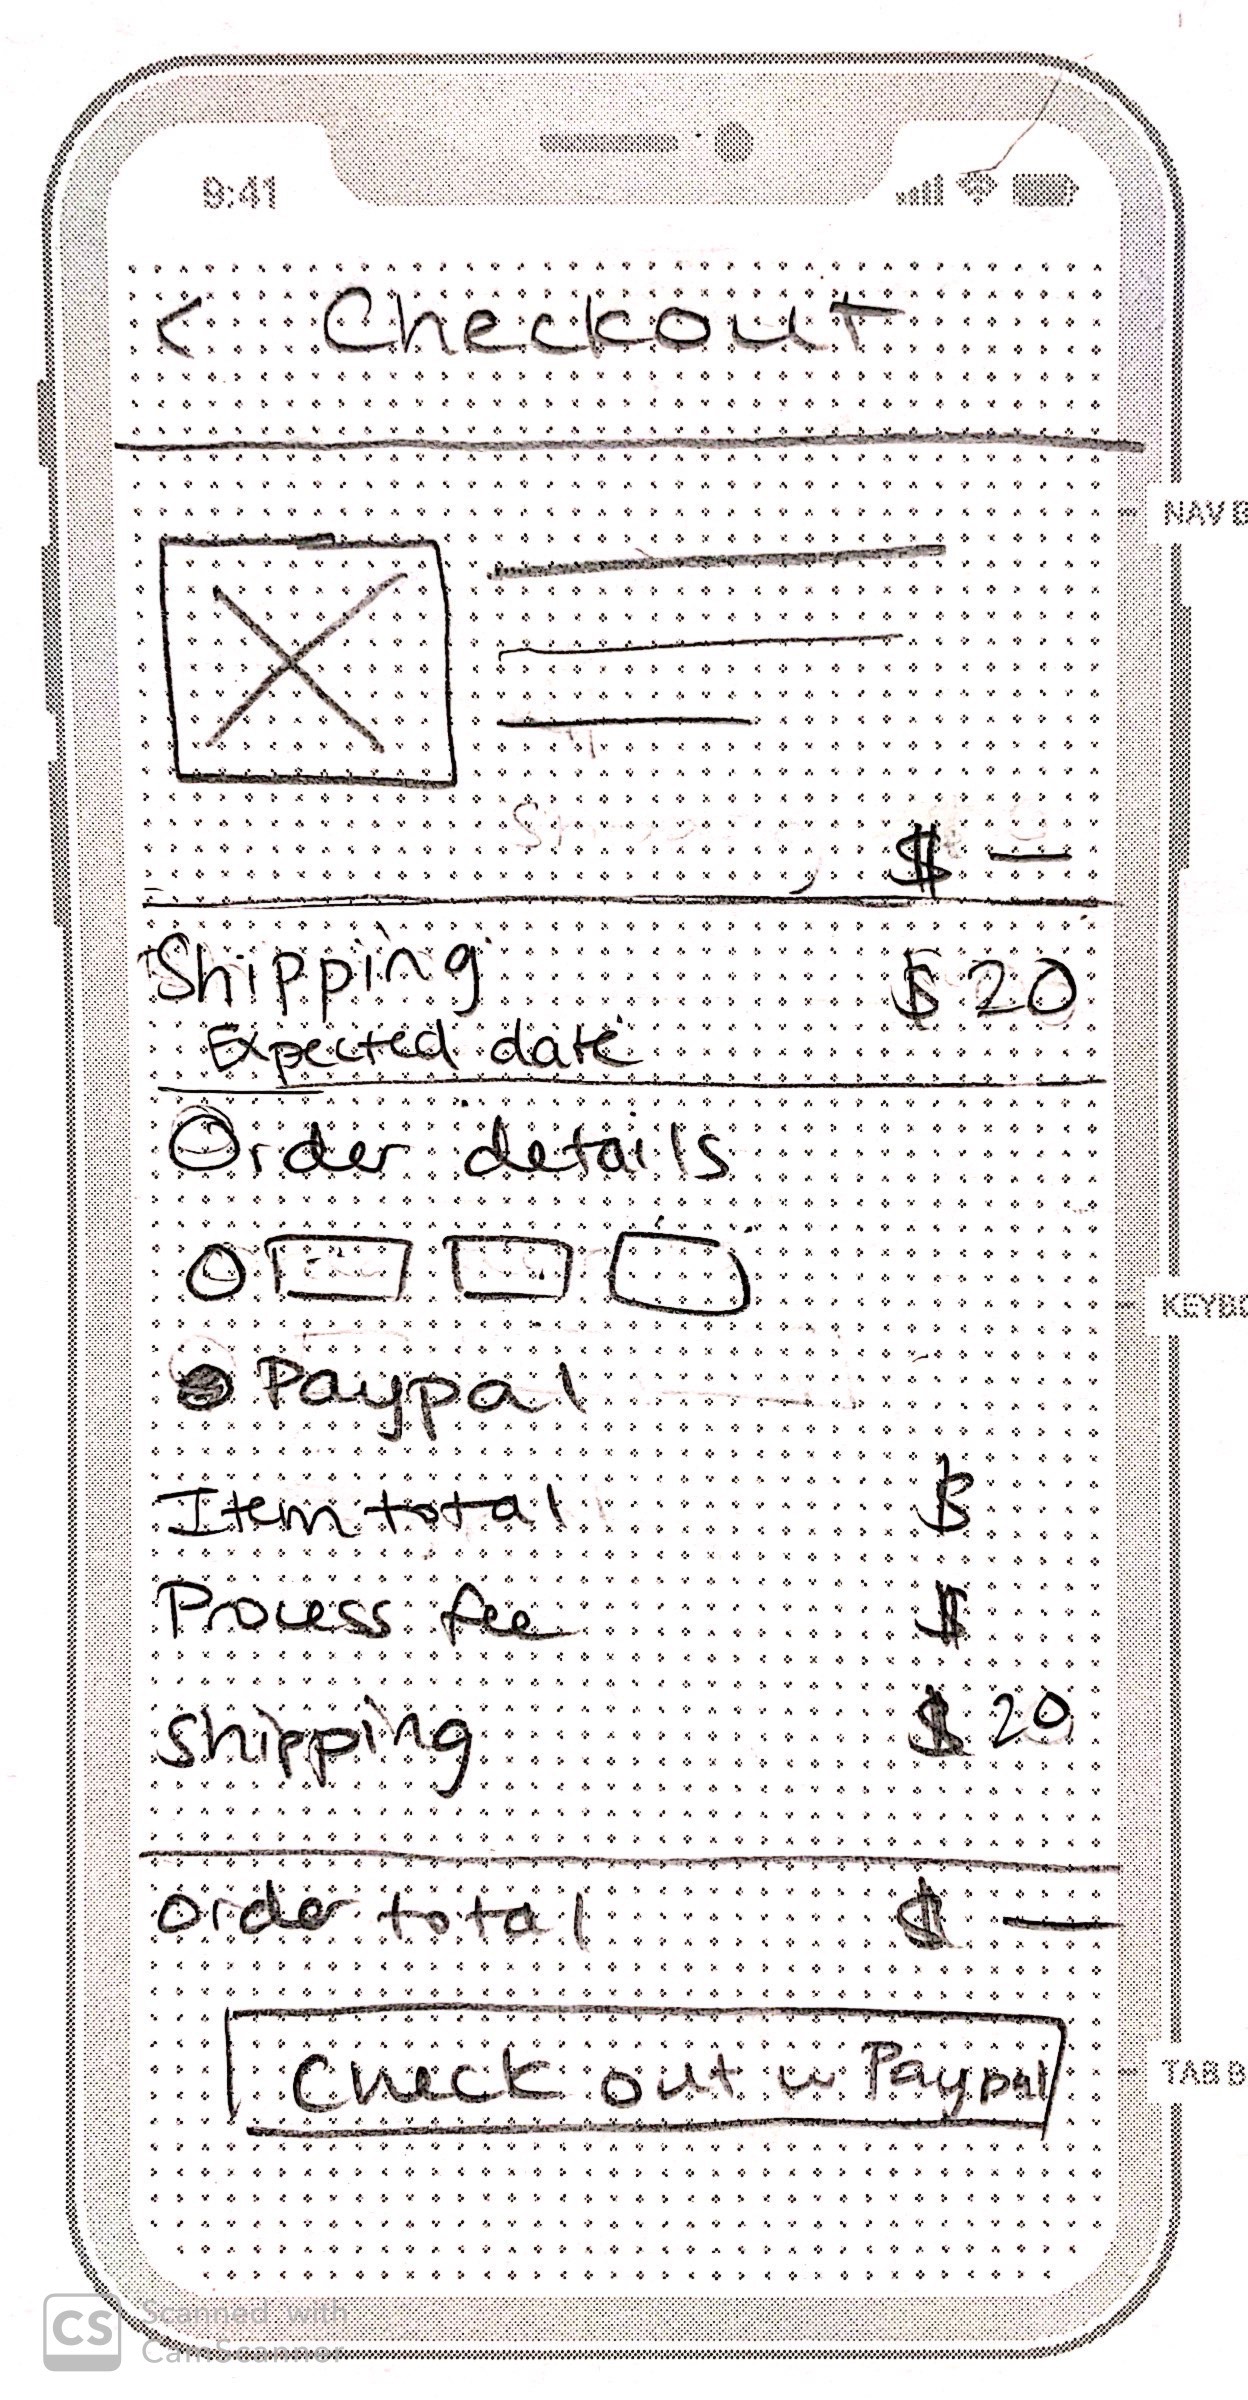 9:41
< Checkout
NAV B
$ —
Shipping $20
Expected date
Order details
KEYBO
Paypal
Item total $
Process fee $
Shipping $20
Order total $ —
Check out w Paypal
TAB B
CS Scanned with
CamScanner